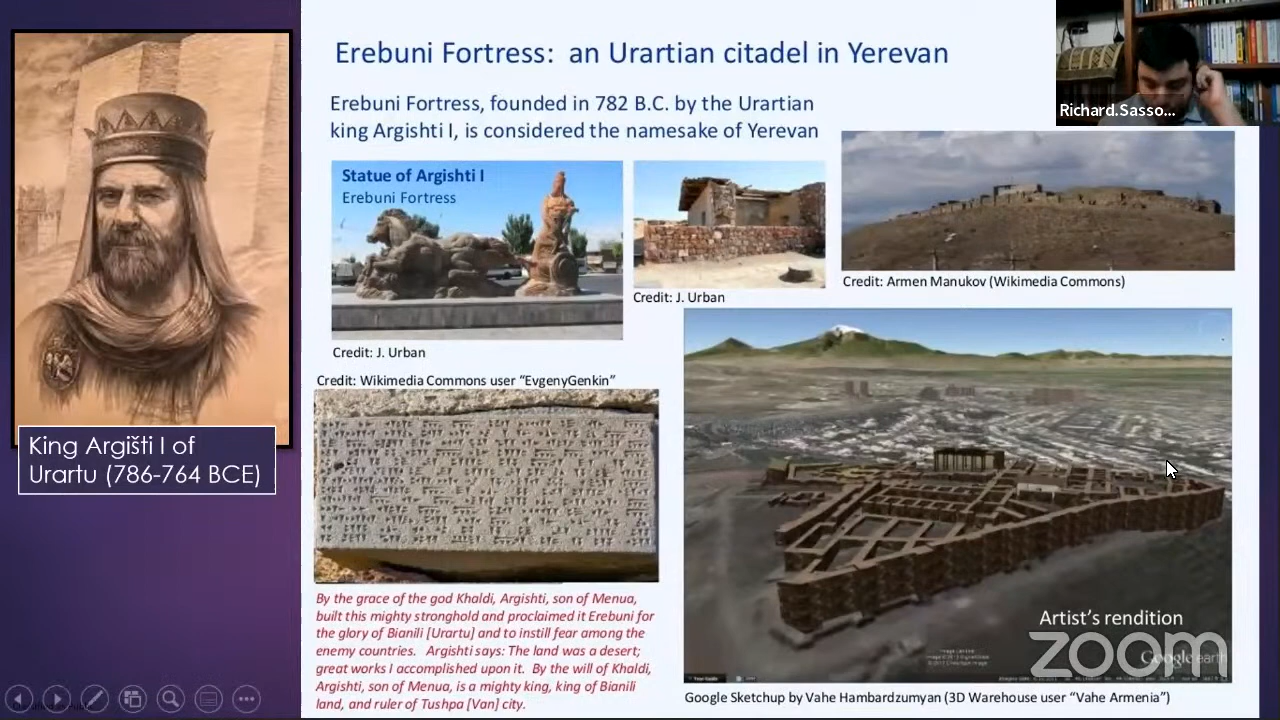 Erebuni Fortress: an Urartian citadel in Yerevan
Erebuni Fortress, founded in 782 B.C. by the Urartian
king Argishti I, is considered the namesake of Yerevan
Richard.Sasso...
Statue of Argishti I
Erebuni Fortress
Credit: J. Urban
Credit: J. Urban
Credit: Armen Manukov (Wikimedia Commons)
King Argišti I of
Urartu (786-764 BCE)
Credit: Wikimedia Commons user “EvgenyGenkin”
By the grace of the god Khaldi, Argishti, son of Menua,
built this mighty stronghold and proclaimed it Erebuni for
the glory of Bianili [Urartu] and to instill fear among the
enemy countries. Argishti says: The land was a desert;
great works I accomplished upon it. By the will of Khaldi,
Argishti, son of Menua, is a mighty king, king of Bianili
land, and ruler of Tushpa [Van] city.
Artist’s rendition
zoom
Google earth
Google Sketchup by Vahe Hambardzumyan (3D Warehouse user “Vahe Armenia”)